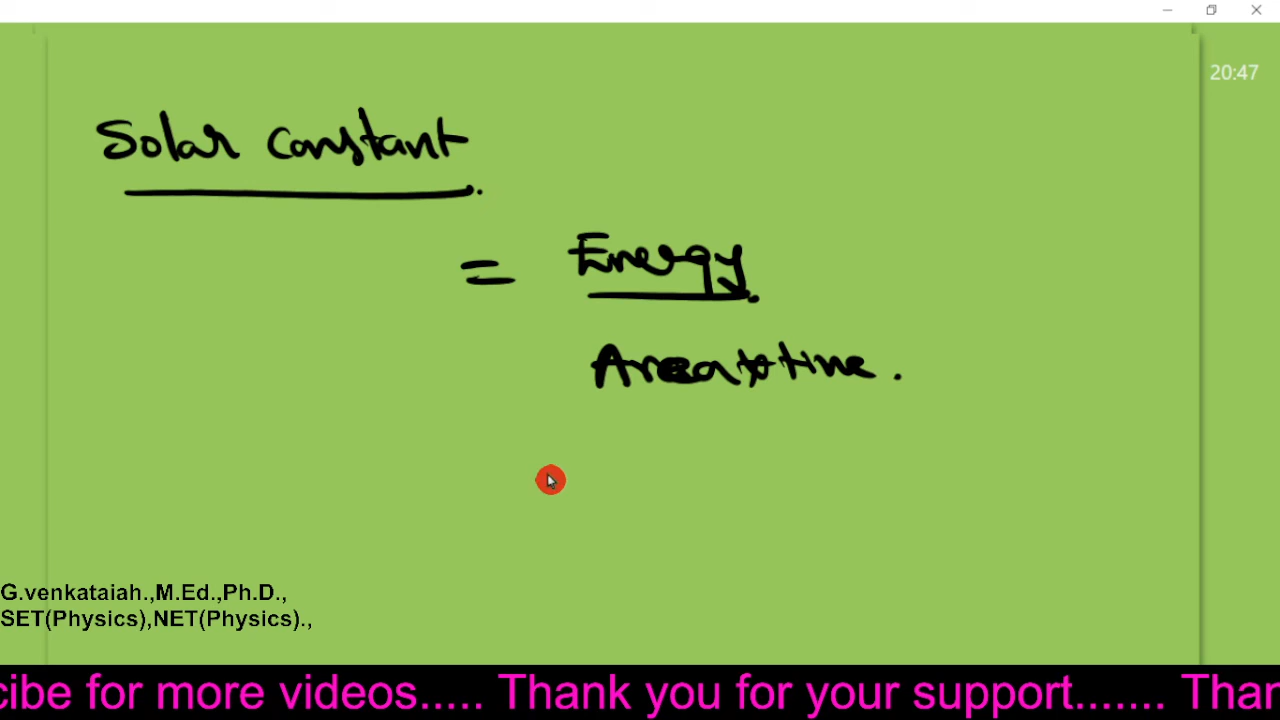 20:47
Solar Constant
= Energy
Area x time.
G.venkataiah.,M.Ed.,Ph.D.,
SET(Physics),NET(Physics).,
cibe for more videos..... Thank you for your support....... Than